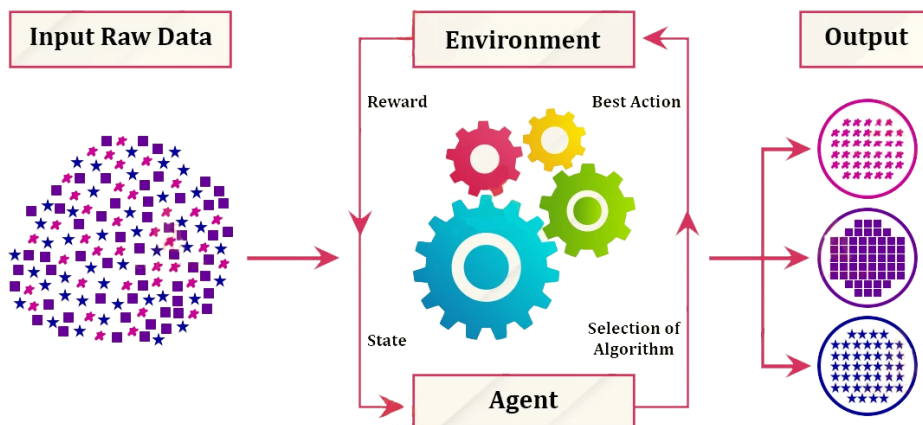 Input Raw Data
Environment
Output
Reward
Best Action
State
Selection of
Algorithm
Agent